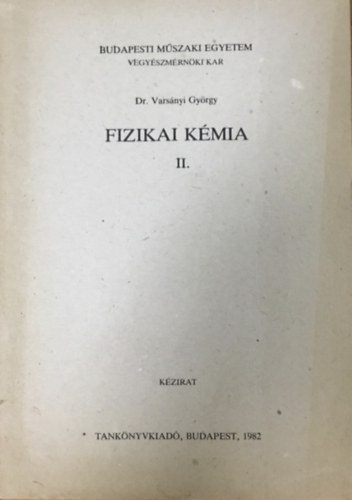 BUDAPESTI MŰSZAKI EGYETEM
VEGYÉSZMÉRNÖKI KAR
Dr. Varsányi György
FIZIKAI KÉMIA
II.
KÉZIRAT
TANKÖNYVKIADÓ, BUDAPEST, 1982